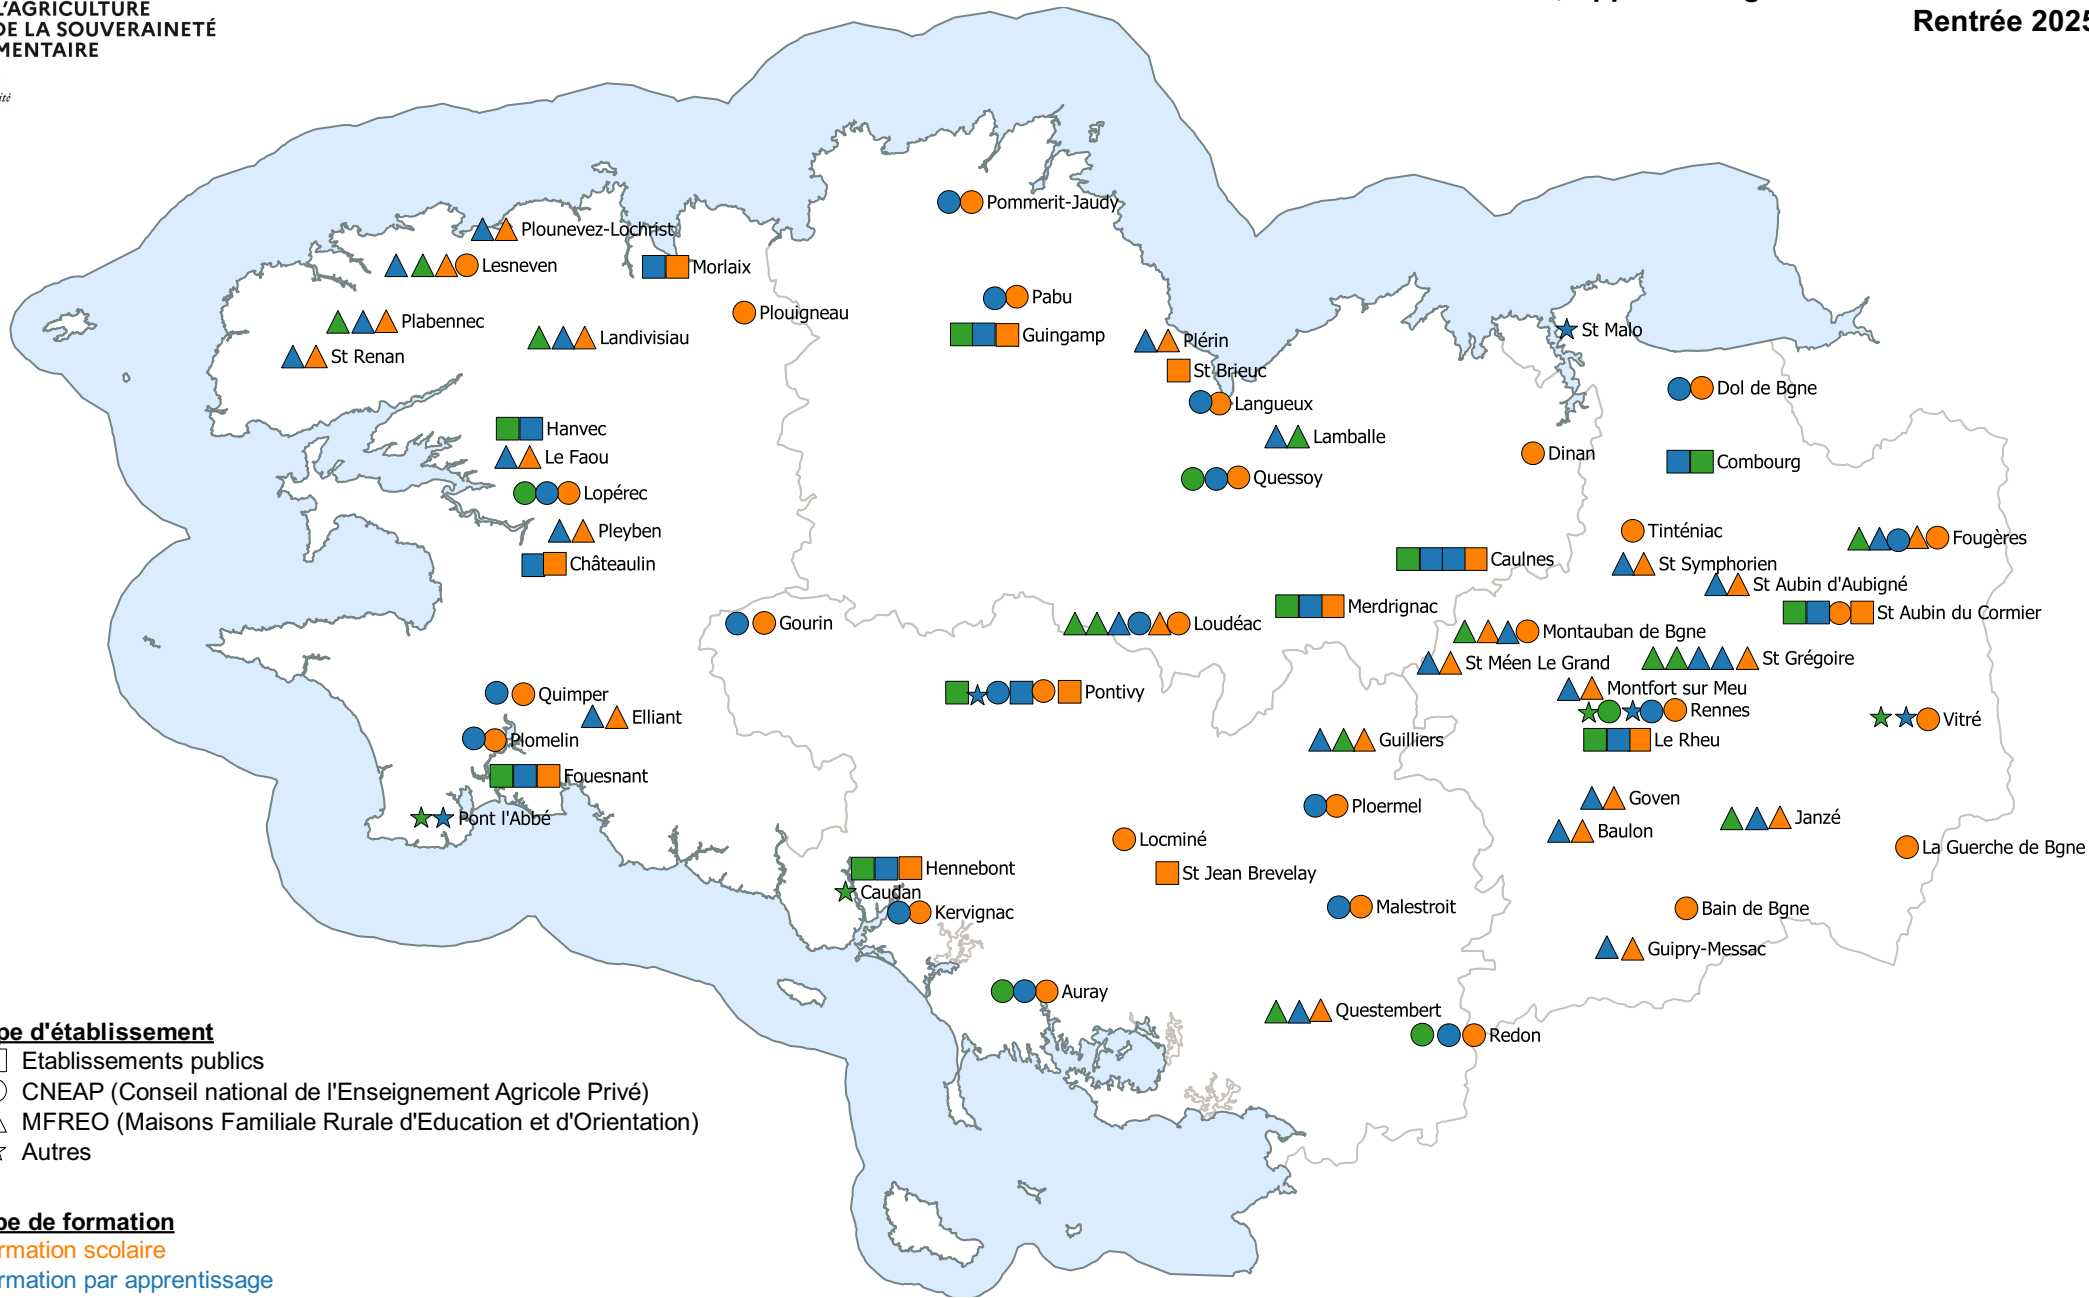 L'AGRICULTURE
DE LA SOUVERAINETÉ
MENTAIRE
Rentrée 2025
Pommerit-Jaudy
Plounevez-Lochrist
Lesneven
Morlaix
Pabu
Plouigneau
Plabennec
Landivisiau
Guingamp
Plérin
St Malo
St Renan
St Brieuc
Dol de Bgne
Langueux
Hanvec
Lamballe
Le Faou
Dinan
Combourg
Quessoy
Lopérec
Pleyben
Tinténiac
Fougères
Châteaulin
Caulnes
St Symphorien
St Aubin d'Aubigné
Merdrignac
St Aubin du Cormier
Gourin
Loudéac
Montauban de Bgne
St Méen Le Grand
St Grégoire
Quimper
Pontivy
Montfort sur Meu
Elliant
Rennes
Vitré
Plomelin
Guilliers
Le Rheu
Fouesnant
Goven
Ploermel
Pont l'Abbé
Janzé
Baulon
Locminé
La Guerche de Bgne
Hennebont
St Jean Brevelay
Caudan
Kervignac
Malestroit
Bain de Bgne
Guipry-Messac
Auray
Questembert
Redon
pe d'établissement
Etablissements publics
CNEAP (Conseil national de l'Enseignement Agricole Privé)
MFREO (Maisons Familiale Rurale d'Education et d'Orientation)
Autres
pe de formation
rmation scolaire
rmation par apprentissage